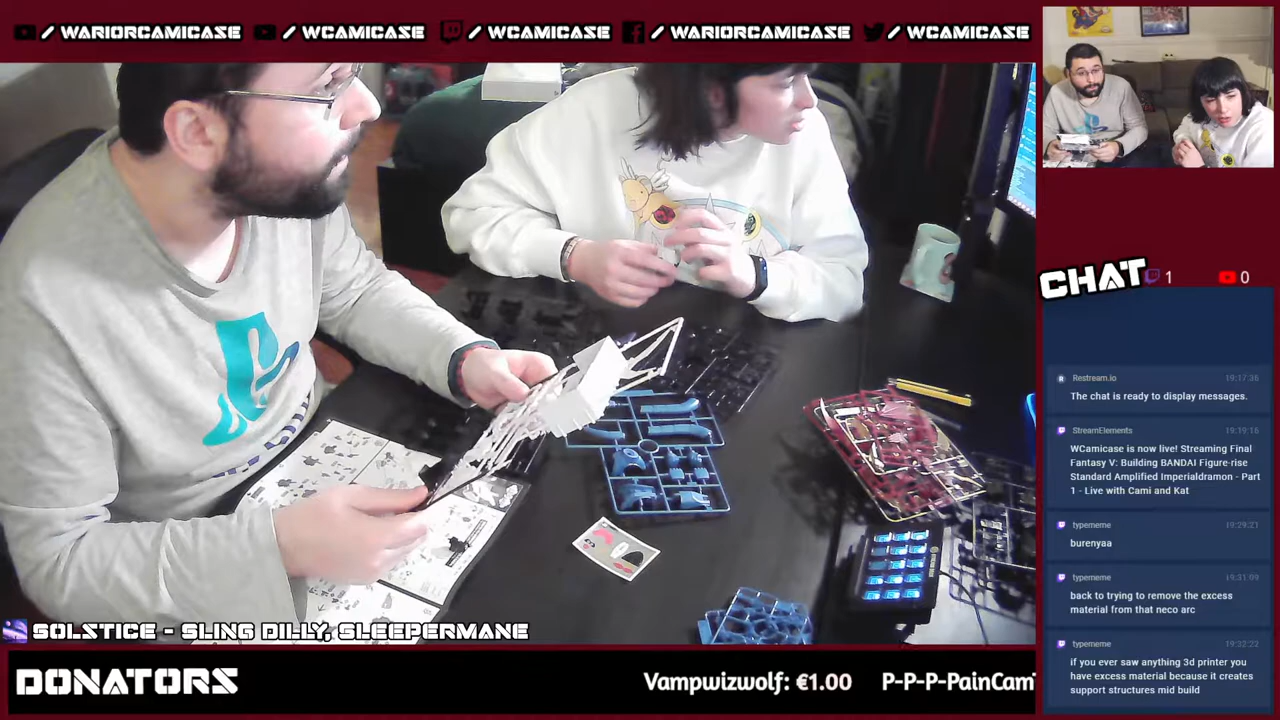 / WARIORCAMICASE / WCAMICASE / WCAMICASE / WARIORCAMICASE / WCAMICASE
CHAT 1 0
Restream.io 19:17:36
The chat is ready to display messages.
StreamElements 19:19:16
WCamicase is now live! Streaming Final
Fantasy V: Building BANDAI Figure-rise
Standard Amplified Imperialdramon - Part
1 - Live with Cami and Kat
typememe 19:29:21
burenyaa
typememe 19:31:09
back to trying to remove the excess
material from that neco arc
typememe 19:32:22
if you ever saw anything 3d printer you
have excess material because it creates
support structures mid build
SOLSTICE - SLING DILLY, SLEEPERMANE
DONATORS
Vampwizwolf: €1.00 P-P-P-PainCam